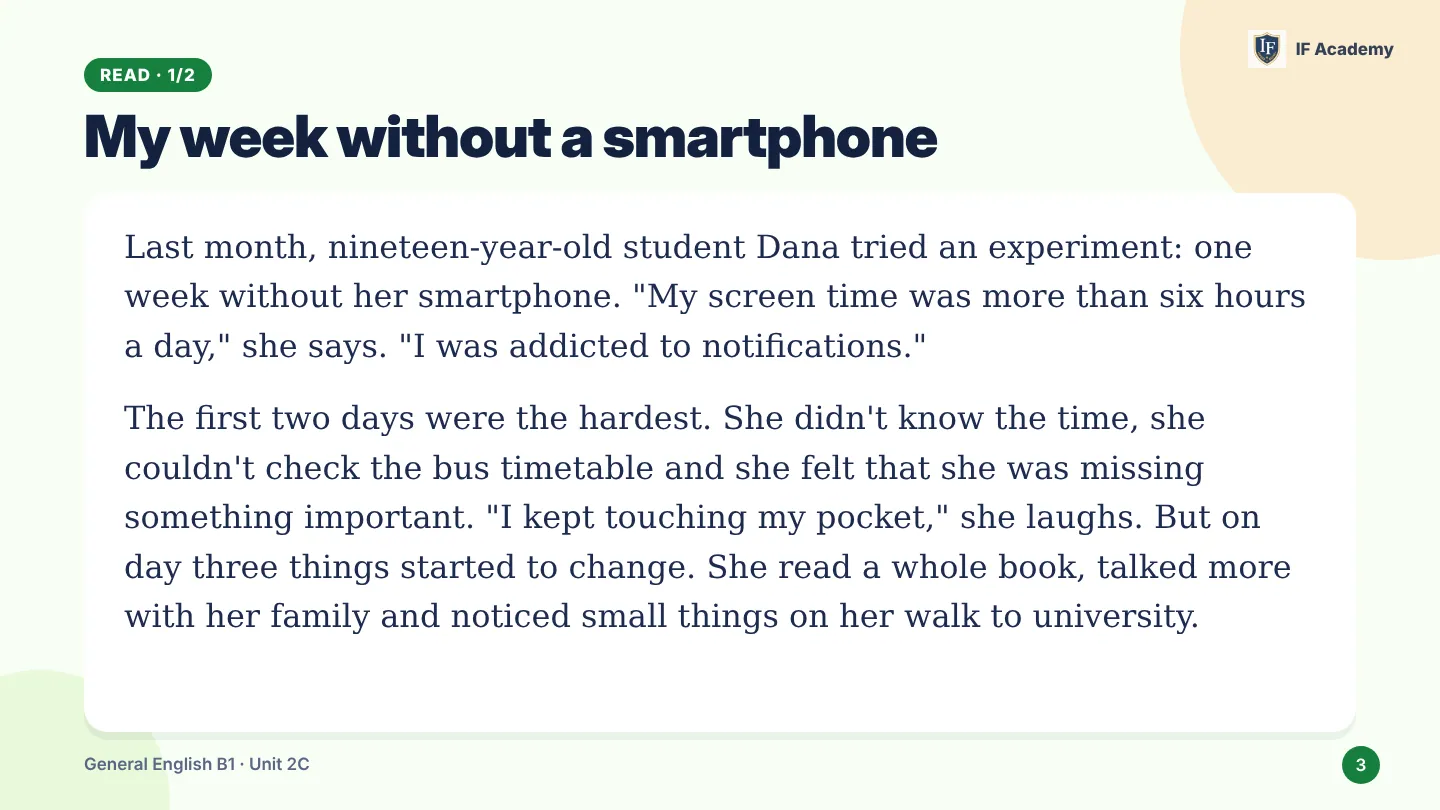 READ · 1/2
IF IF Academy
My week without a smartphone
Last month, nineteen-year-old student Dana tried an experiment: one
week without her smartphone. "My screen time was more than six hours
a day," she says. "I was addicted to notifications."
The first two days were the hardest. She didn't know the time, she
couldn't check the bus timetable and she felt that she was missing
something important. "I kept touching my pocket," she laughs. But on
day three things started to change. She read a whole book, talked more
with her family and noticed small things on her walk to university.
General English B1 · Unit 2C
3